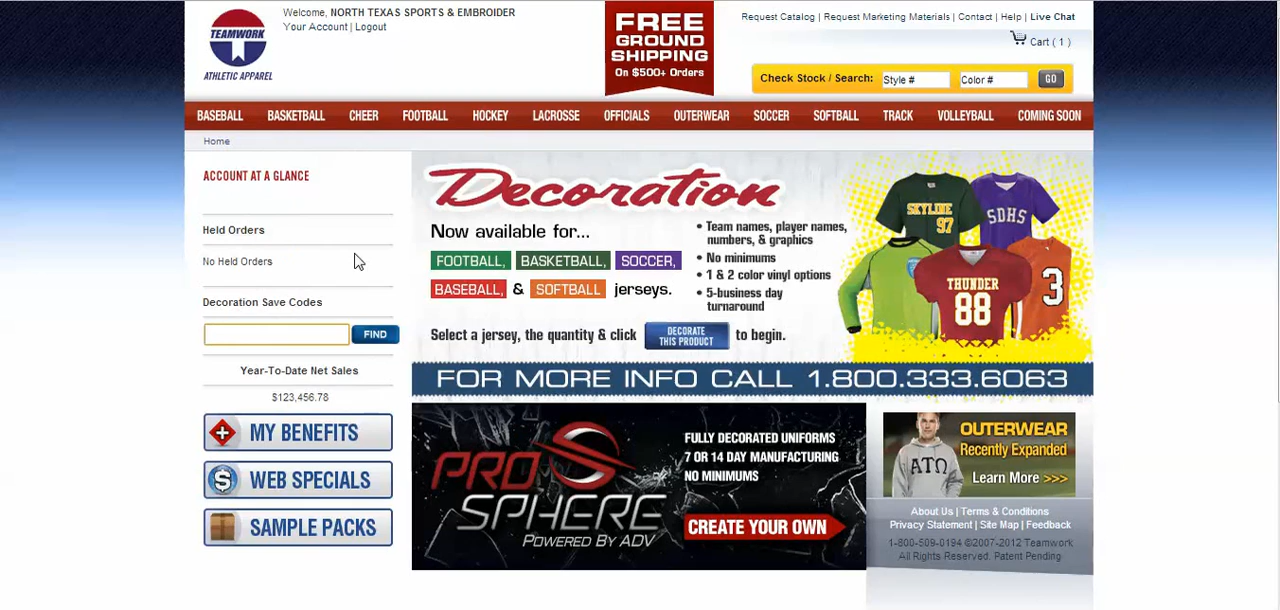 TEAMWORK
ATHLETIC APPAREL
Welcome, NORTH TEXAS SPORTS & EMBROIDER
Your Account | Logout
FREE
GROUND
SHIPPING
On $500+ Orders
Request Catalog | Request Marketing Materials | Contact | Help | Live Chat
Cart ( 1 )
Check Stock / Search: Style # Color # GO
BASEBALL BASKETBALL CHEER FOOTBALL HOCKEY LACROSSE OFFICIALS OUTERWEAR SOCCER SOFTBALL TRACK VOLLEYBALL COMING SOON
Home
ACCOUNT AT A GLANCE
Held Orders
No Held Orders
Decoration Save Codes
FIND
Year-To-Date Net Sales
$123,456.78
MY BENEFITS
WEB SPECIALS
SAMPLE PACKS
Decoration
Now available for...
FOOTBALL, BASKETBALL, SOCCER,
BASEBALL, & SOFTBALL jerseys.
• Team names, player names,
numbers, & graphics
• No minimums
• 1 & 2 color vinyl options
• 5-business day
turnaround
Select a jersey, the quantity & click DECORATE THIS PRODUCT to begin.
SKYLINE
97
SDHS
THUNDER
88
3
FOR MORE INFO CALL 1.800.333.6063
PRO
SPHERE
POWERED BY ADV
FULLY DECORATED UNIFORMS
7 OR 14 DAY MANUFACTURING
NO MINIMUMS
CREATE YOUR OWN
ΑΤΩ
OUTERWEAR
Recently Expanded
Learn More >>>
About Us | Terms & Conditions
Privacy Statement | Site Map | Feedback
1-800-509-0194 ©2007-2012 Teamwork
All Rights Reserved. Patent Pending